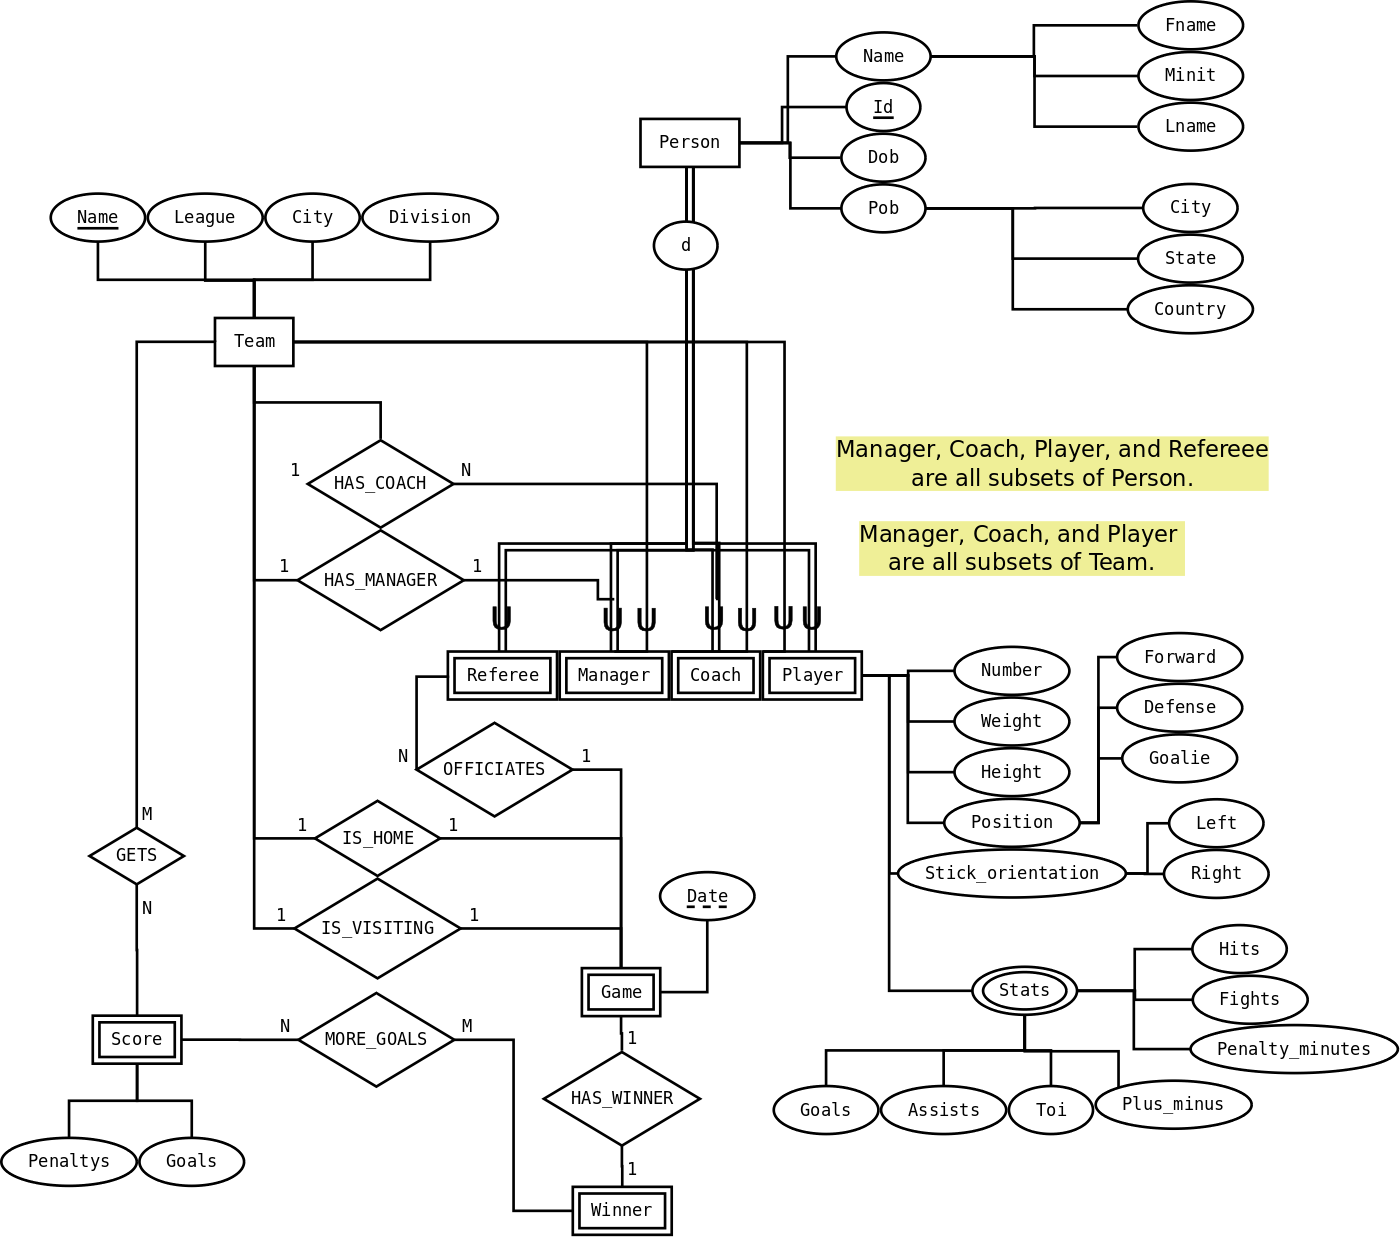 Fname
Name
Minit
Id
Lname
Person
Dob
Pob
City
State
Country
Name
League
City
Division
d
Team
Manager, Coach, Player, and Refereee
are all subsets of Person.
1
HAS_COACH
N
Manager, Coach, and Player
are all subsets of Team.
1
HAS_MANAGER
1
U
U
U
U
U
U
U
Referee
Manager
Coach
Player
Number
Weight
Height
Position
Forward
Defense
Goalie
Stick_orientation
Left
Right
N
OFFICIATES
1
M
GETS
N
1
IS_HOME
1
1
IS_VISITING
1
Date
Game
Stats
Hits
Fights
Penalty_minutes
Goals
Assists
Toi
Plus_minus
Score
N
MORE_GOALS
M
1
HAS_WINNER
1
Penaltys
Goals
Winner